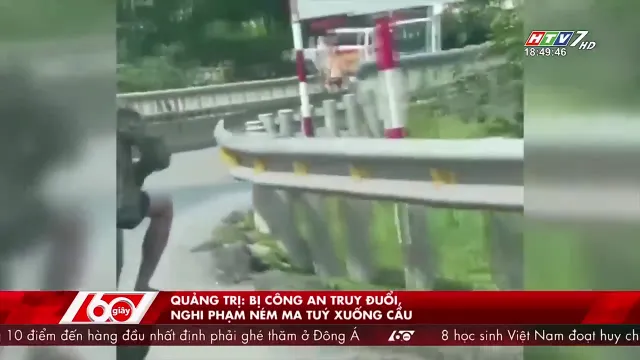 HTV7 HD
18:49:46
60 giây
QUẢNG TRỊ: BỊ CÔNG AN TRUY ĐUỔI,
NGHI PHẠM NÉM MA TUÝ XUỐNG CẦU
10 điểm đến hàng đầu nhất định phải ghé thăm ở Đông Á 60 8 học sinh Việt Nam đoạt huy ch